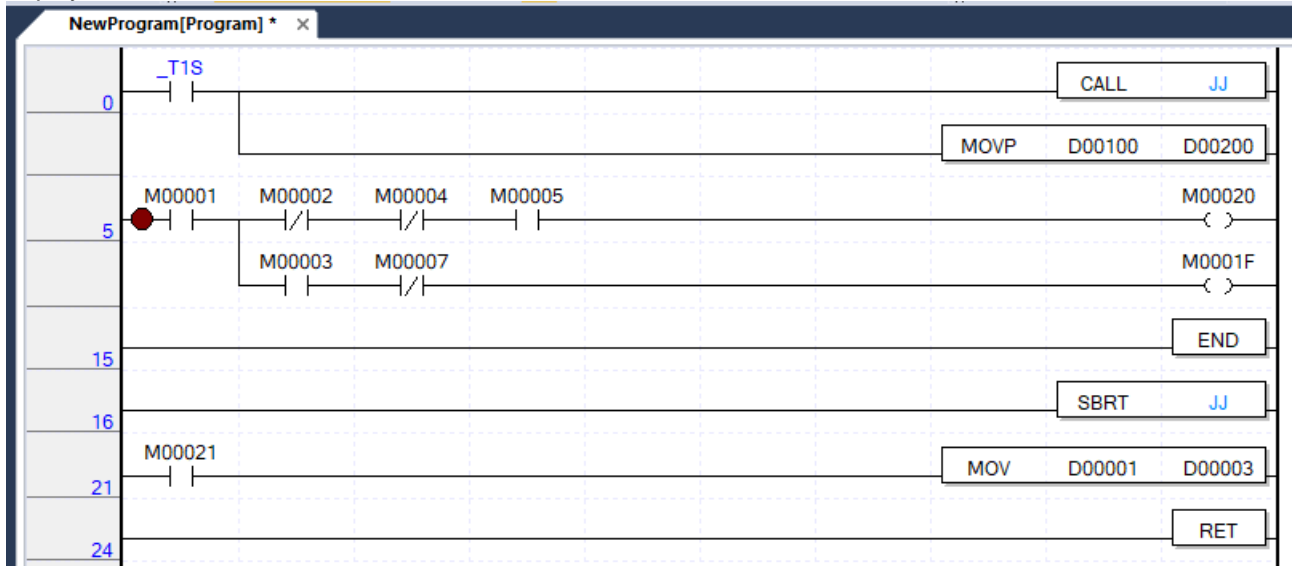 NewProgram[Program] * ×
_T1S
0 CALL JJ
MOVP D00100 D00200
M00001 M00002 M00004 M00005 M00020
5
M00003 M00007 M0001F
15 END
16 SBRT JJ
M00021
21 MOV D00001 D00003
24 RET